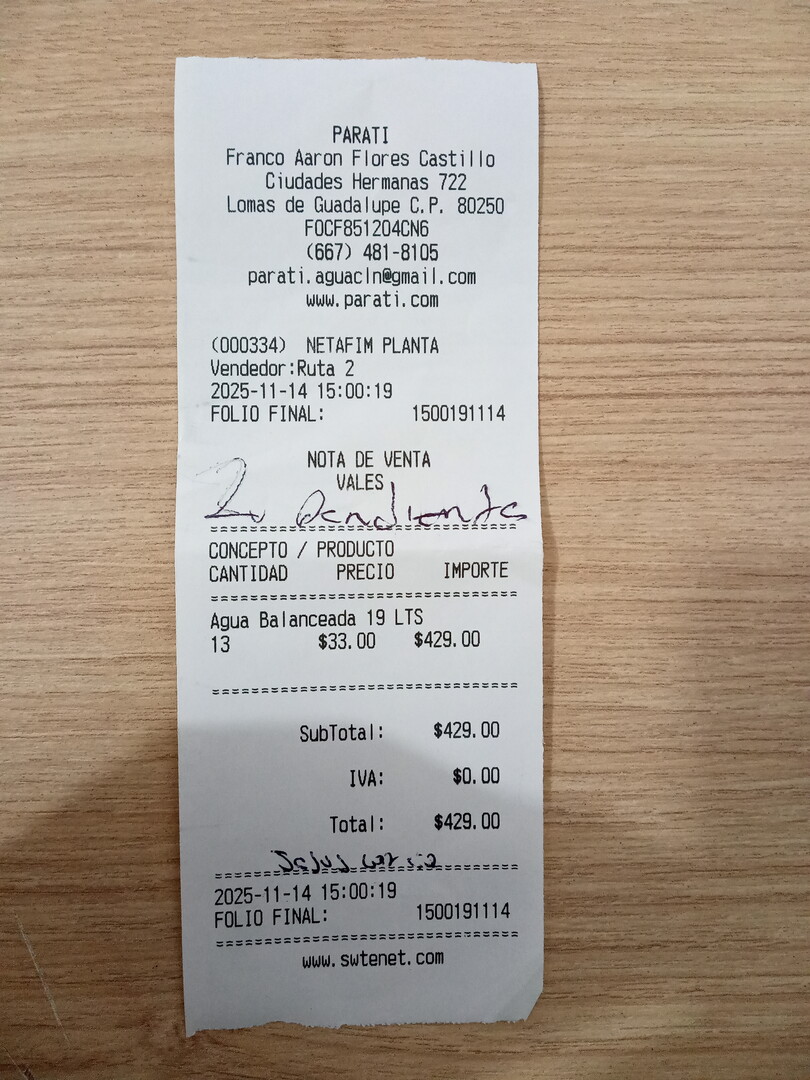 PARATI
Franco Aaron Flores Castillo
Ciudades Hermanas 722
Lomas de Guadalupe C.P. 80250
FOCF851204CN6
(667) 481-8105
parati.aguacln@gmail.com
www.parati.com
(000334) NETAFIM PLANTA
Vendedor:Ruta 2
2025-11-14 15:00:19
FOLIO FINAL: 1500191114
NOTA DE VENTA
VALES
2
CONCEPTO / PRODUCTO
CANTIDAD PRECIO IMPORTE
Agua Balanceada 19 LTS
13 $33.00 $429.00
SubTotal: $429.00
IVA: $0.00
Total: $429.00
2025-11-14 15:00:19
FOLIO FINAL: 1500191114
www.swtenet.com